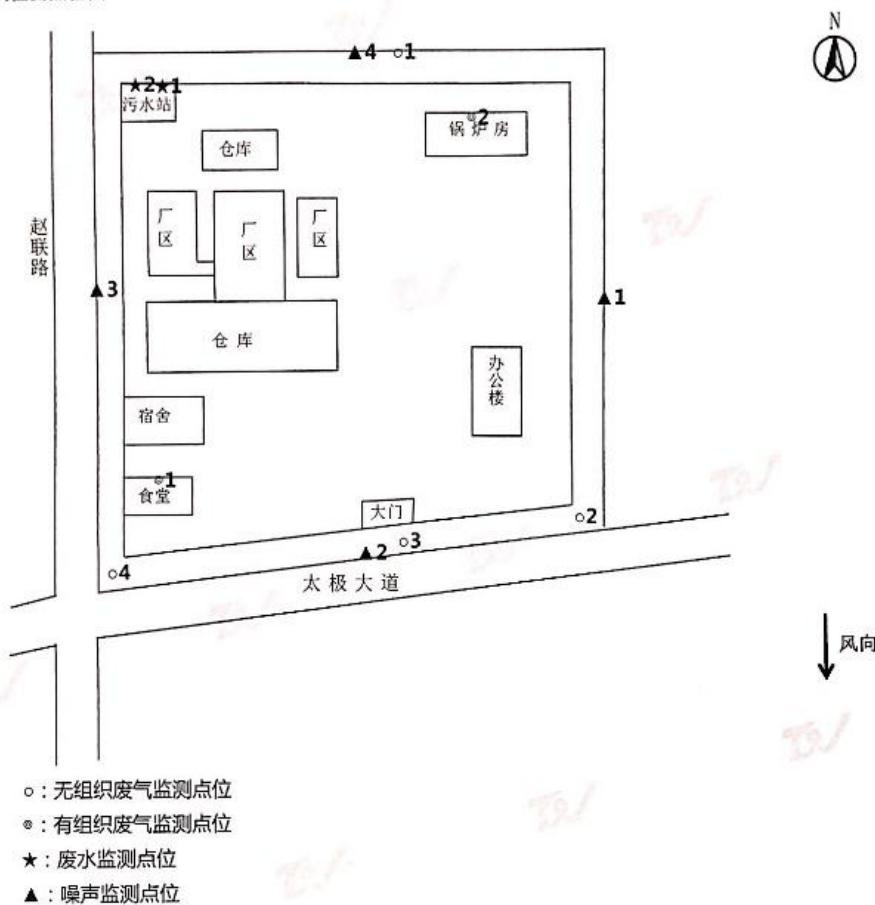 N
▲4 ○1
★2★1
污水站
2
锅炉房
仓库
厂区
厂区
厂区
赵联路
▲3
▲1
仓库
办公楼
宿舍
1
食堂
大门
○2
○3
▲2
○4
太极大道
风向
○：无组织废气监测点位
◎：有组织废气监测点位
★：废水监测点位
▲：噪声监测点位